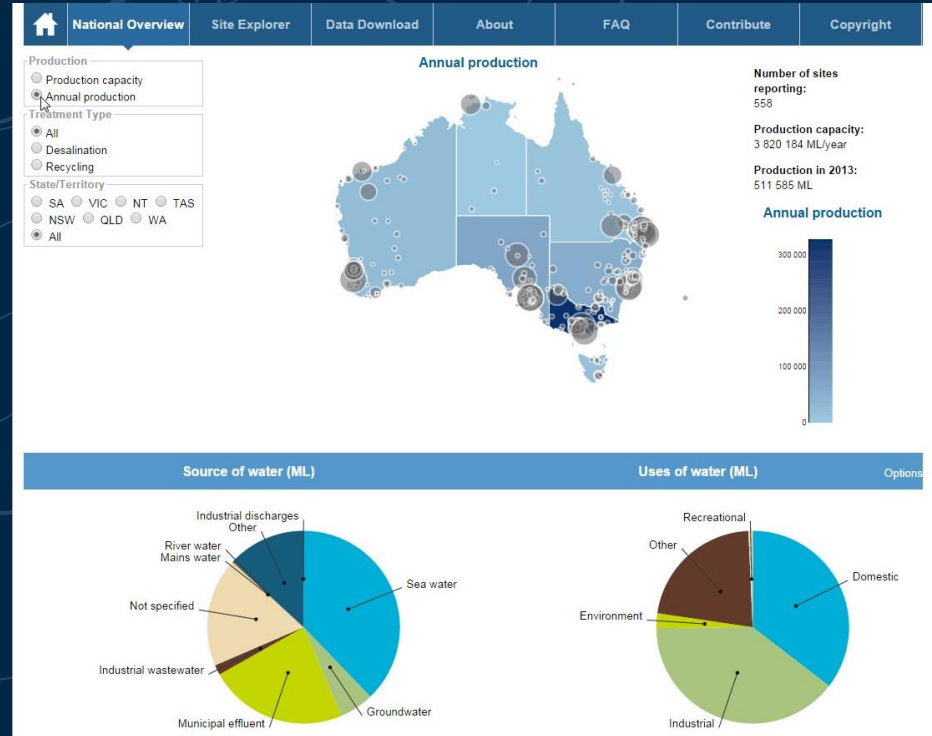 National Overview
Site Explorer
Data Download
About
FAQ
Contribute
Copyright
Production
Production capacity
Annual production
Treatment Type
All
Desalination
Recycling
State/Territory
SA VIC NT TAS
NSW QLD WA
All
Annual production
Number of sites
reporting:
558
Production capacity:
3 820 184 ML/year
Production in 2013:
511 585 ML
Annual production
300 000
200 000
100 000
0
Source of water (ML)
Uses of water (ML)
Options
Industrial discharges
Other
River water
Mains water
Not specified
Sea water
Industrial wastewater
Groundwater
Municipal effluent
Recreational
Other
Domestic
Environment
Industrial